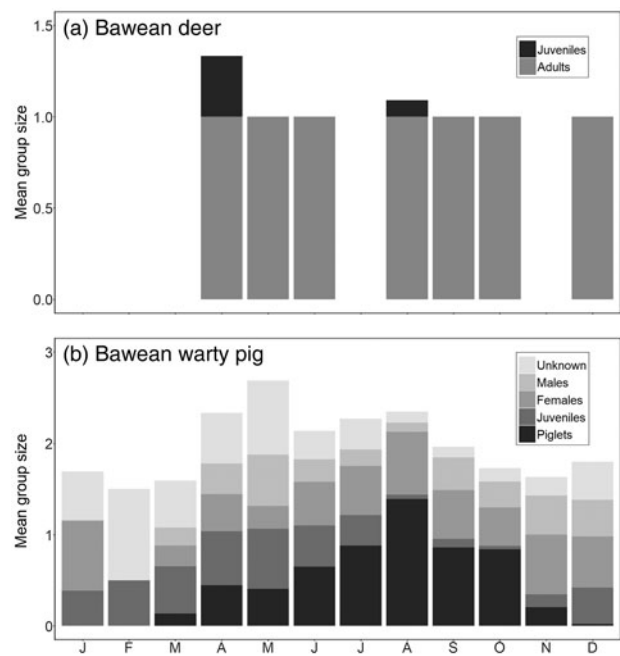 (a) Bawean deer
Juveniles
Adults
Mean group size
1.5
1.0
0.5
0.0
(b) Bawean warty pig
Unknown
Males
Females
Juveniles
Piglets
Mean group size
3
2
1
0
J F M A M J J A S O N D